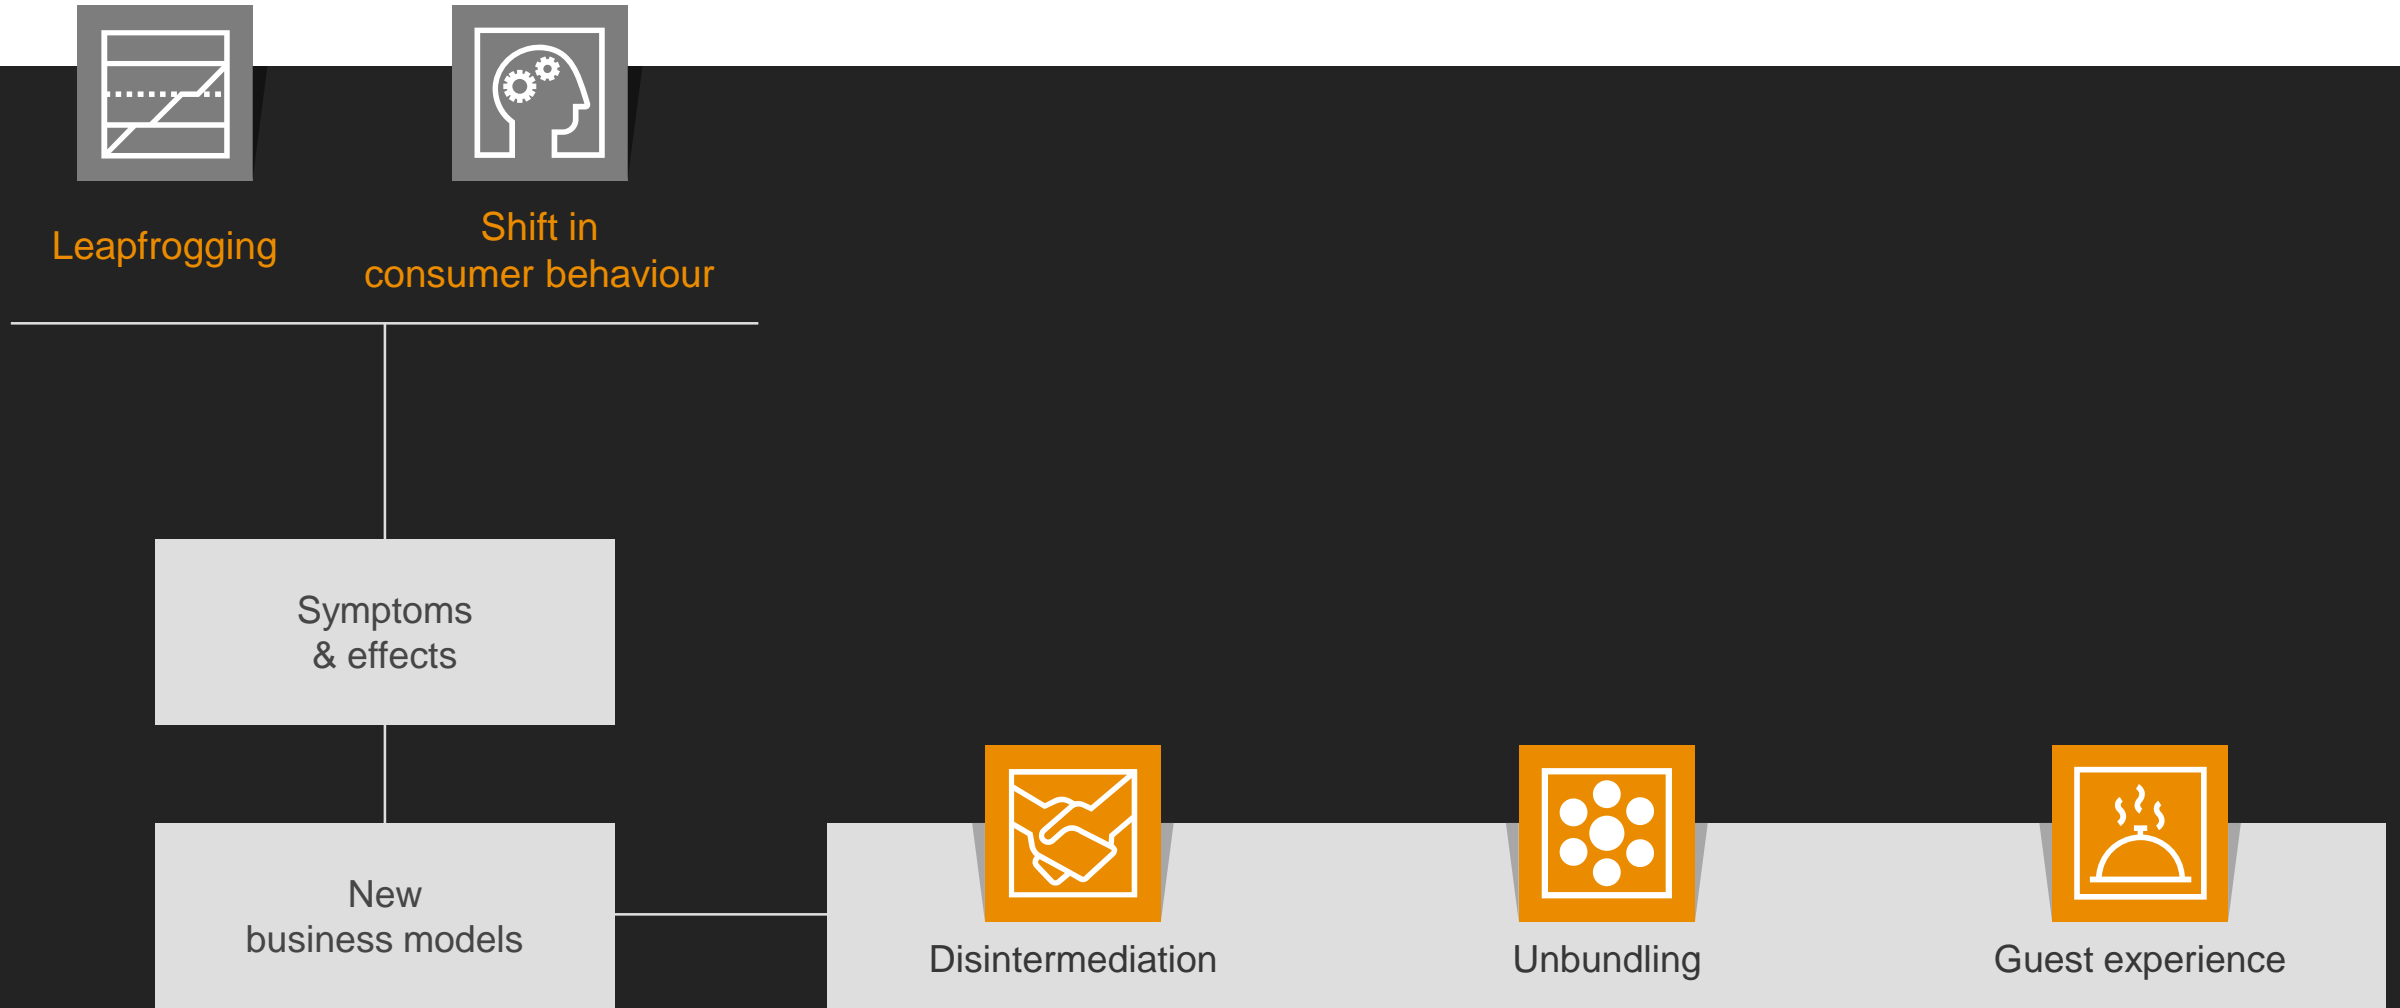 Leapfrogging
Shift in
consumer behaviour
Symptoms
& effects
New
business models
Disintermediation
Unbundling
Guest experience